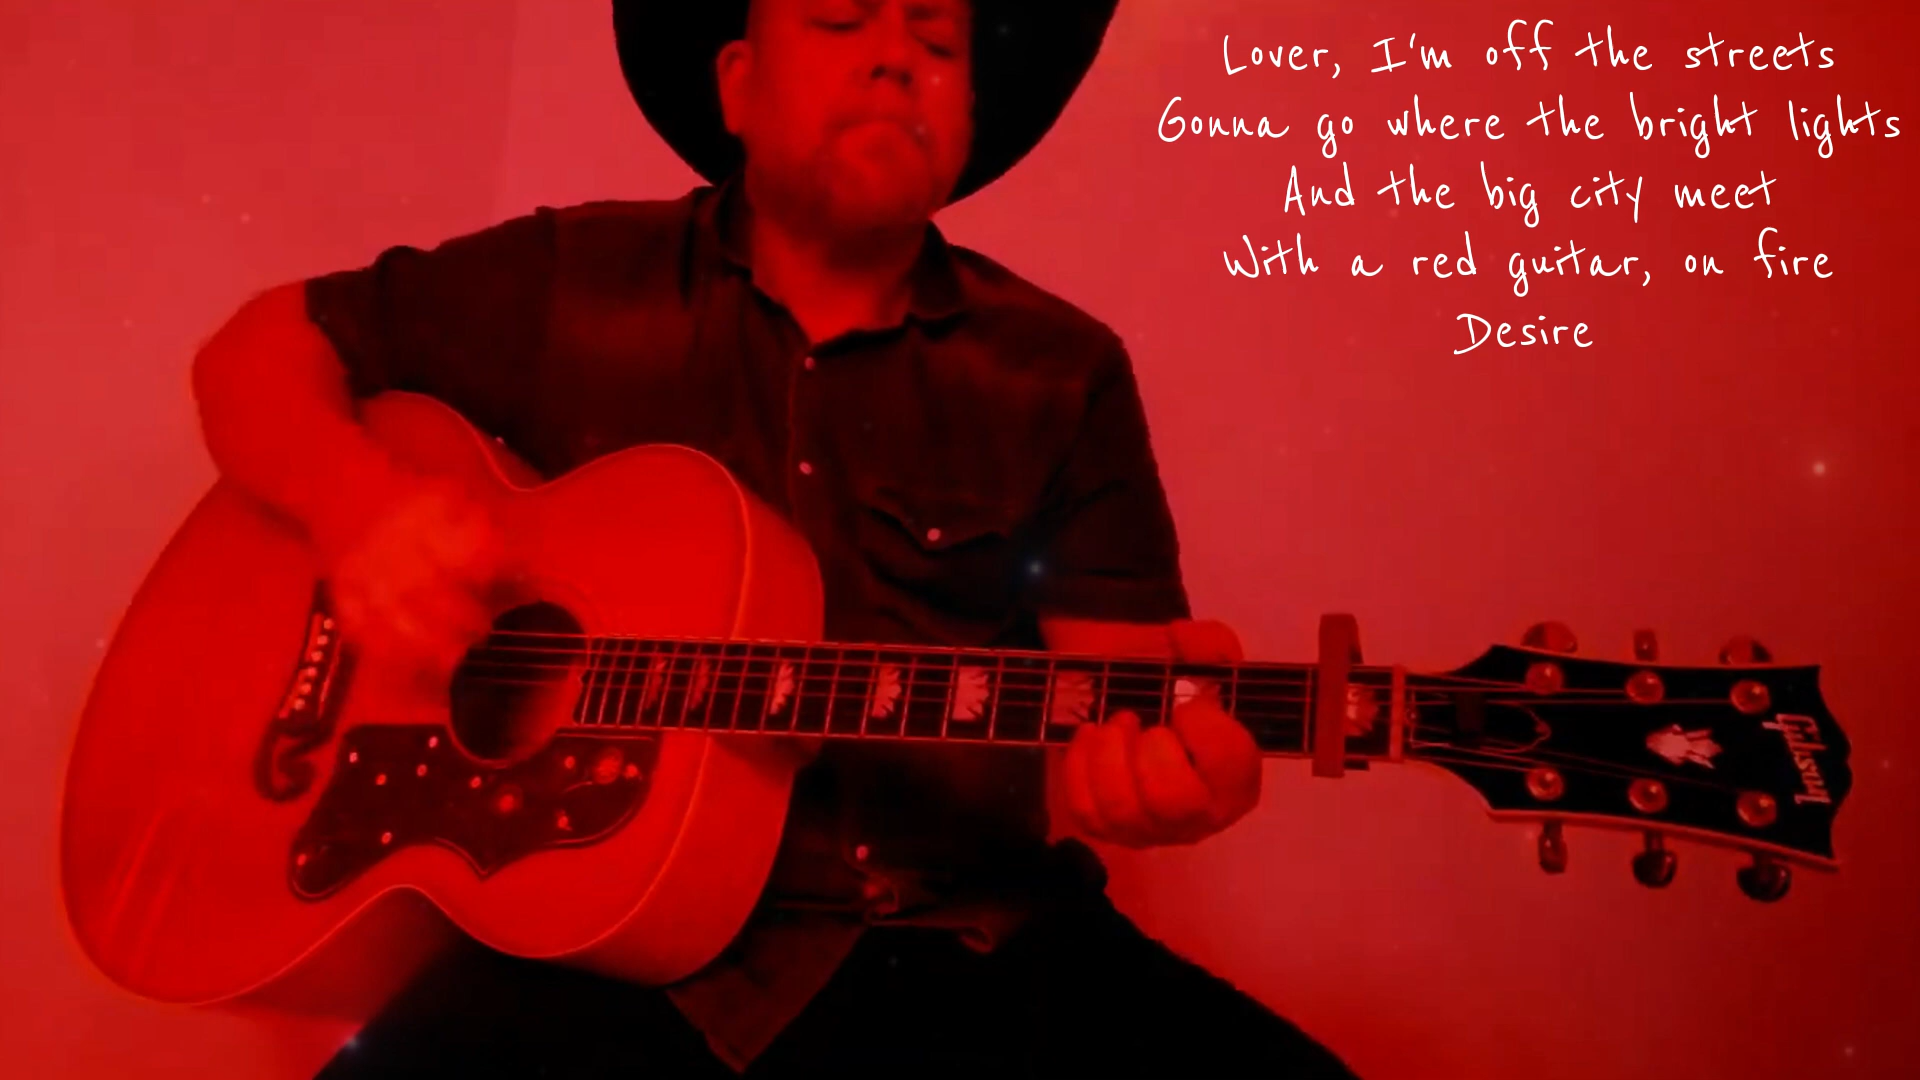 Lover, I'm off the streets
Gonna go where the bright lights
And the big city meet
With a red guitar, on fire
Desire
Gibson